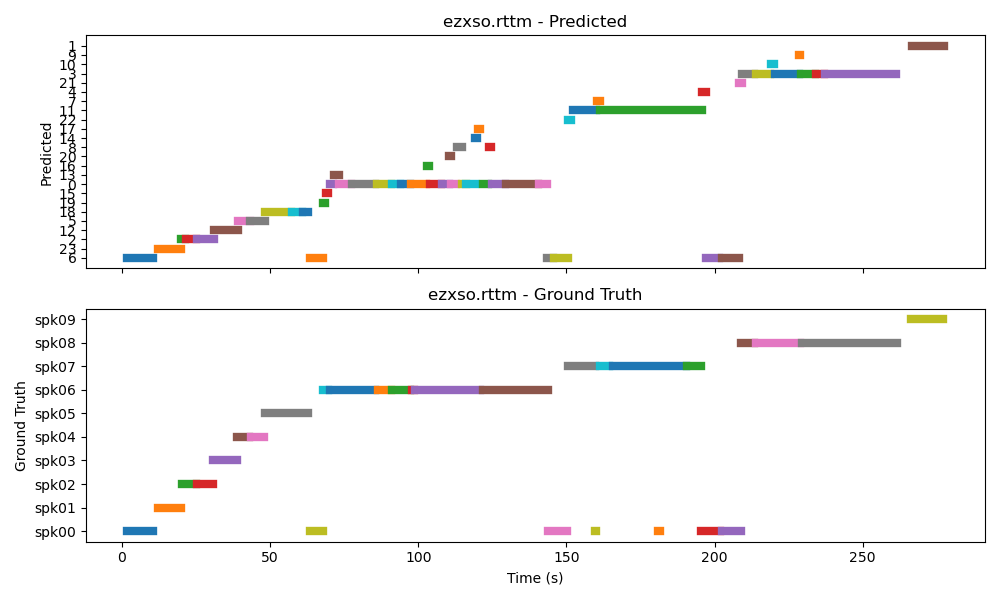 ezxso.rttm - Predicted
Predicted
1
9
10
3
21
4
7
11
22
17
14
8
20
16
13
0
15
19
18
5
12
2
23
6
ezxso.rttm - Ground Truth
Ground Truth
spk09
spk08
spk07
spk06
spk05
spk04
spk03
spk02
spk01
spk00
0 50 100 150 200 250
Time (s)